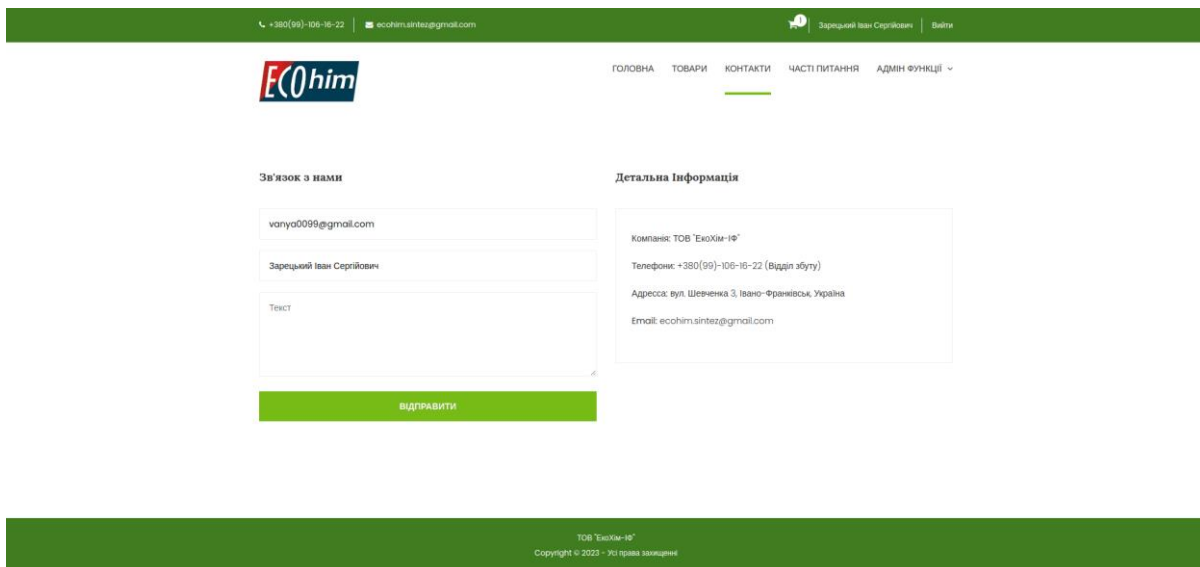 +380(99)-106-16-22 ecohim.sintez@gmail.com 1 Зарецький Іван Сергійович Вийти
ECOhim ГОЛОВНА ТОВАРИ КОНТАКТИ ЧАСТІ ПИТАННЯ АДМІН ФУНКЦІЇ
Зв'язок з нами
vanya0099@gmail.com
Зарецький Іван Сергійович
Текст
ВІДПРАВИТИ
Детальна Інформація
Компанія: ТОВ "ЕкоХім-ІФ"
Телефони: +380(99)-106-16-22 (Відділ збуту)
Адресса: вул. Шевченка 3, Івано-Франківськ, Україна
Email: ecohim.sintez@gmail.com
ТОВ "ЕкоХім-ІФ"
Copyright © 2023 - Усі права захищенні